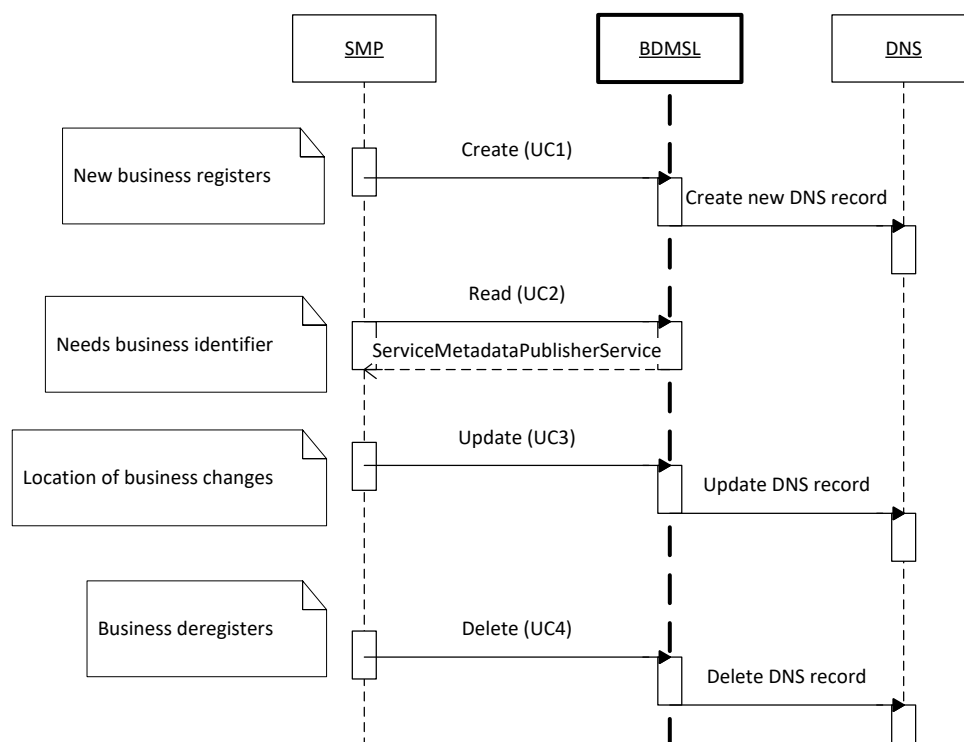 SMP
BDMSL
DNS
New business registers
Create (UC1)
Create new DNS record
Needs business identifier
Read (UC2)
ServiceMetadataPublisherService
Location of business changes
Update (UC3)
Update DNS record
Business deregisters
Delete (UC4)
Delete DNS record